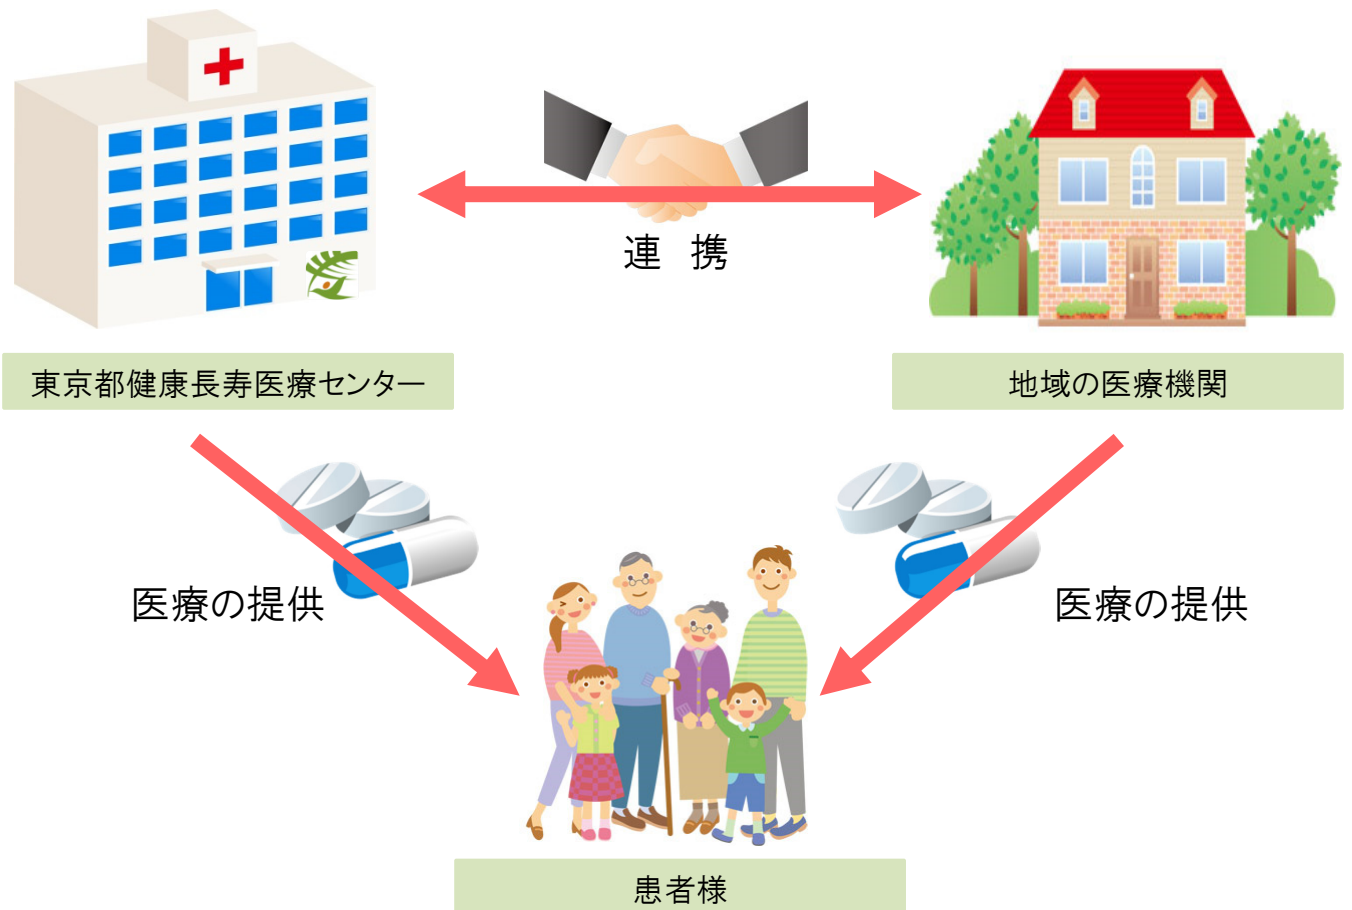 連 携
東京都健康長寿医療センター
地域の医療機関
医療の提供
医療の提供
患者様